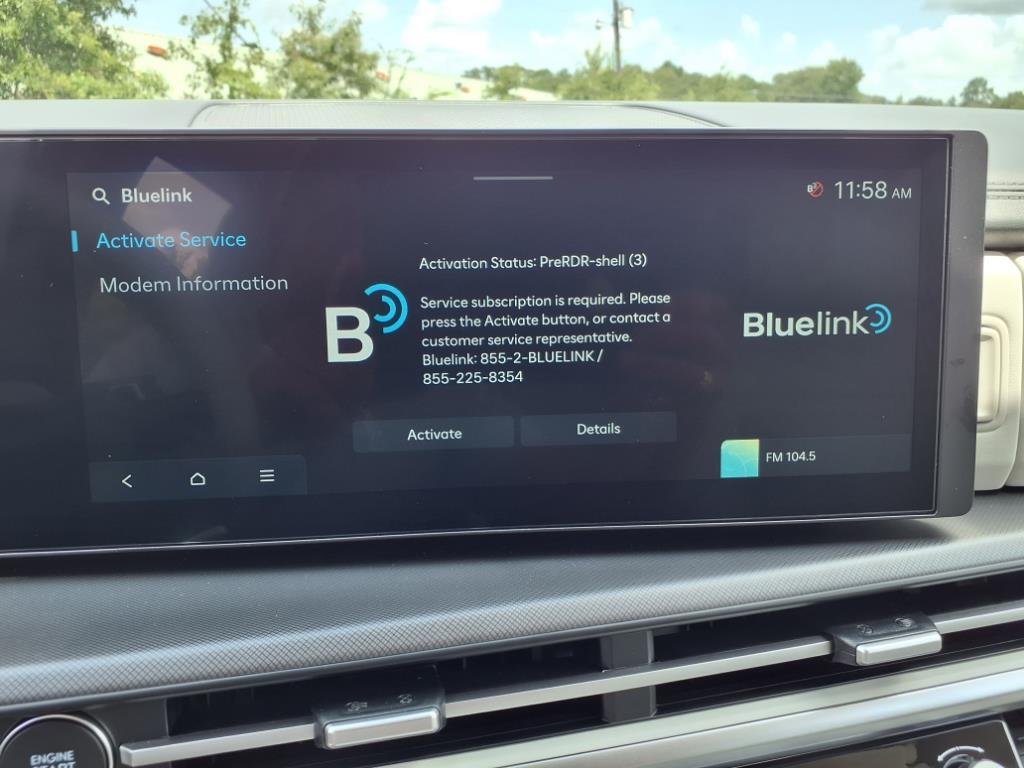 Bluelink
11:58 AM
Activate Service
Modem Information
Activation Status: PreRDR-shell (3)
B
Service subscription is required. Please
press the Activate button, or contact a
customer service representative.
Bluelink: 855-2-BLUELINK /
855-225-8354
Bluelink
Activate
Details
FM 104.5
ENGINE
START